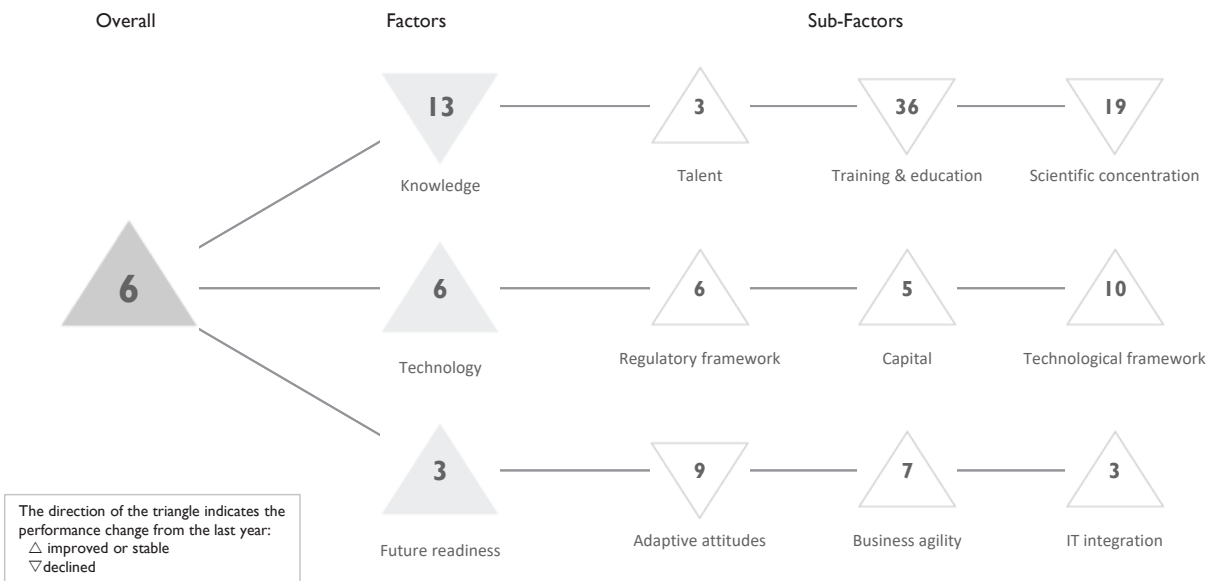 Overall
Factors
Sub-Factors
13
3
36
19
Knowledge
Talent
Training & education
Scientific concentration
6
6
6
5
10
Technology
Regulatory framework
Capital
Technological framework
3
9
7
3
Future readiness
Adaptive attitudes
Business agility
IT integration
The direction of the triangle indicates the
performance change from the last year:
△ improved or stable
▽ declined